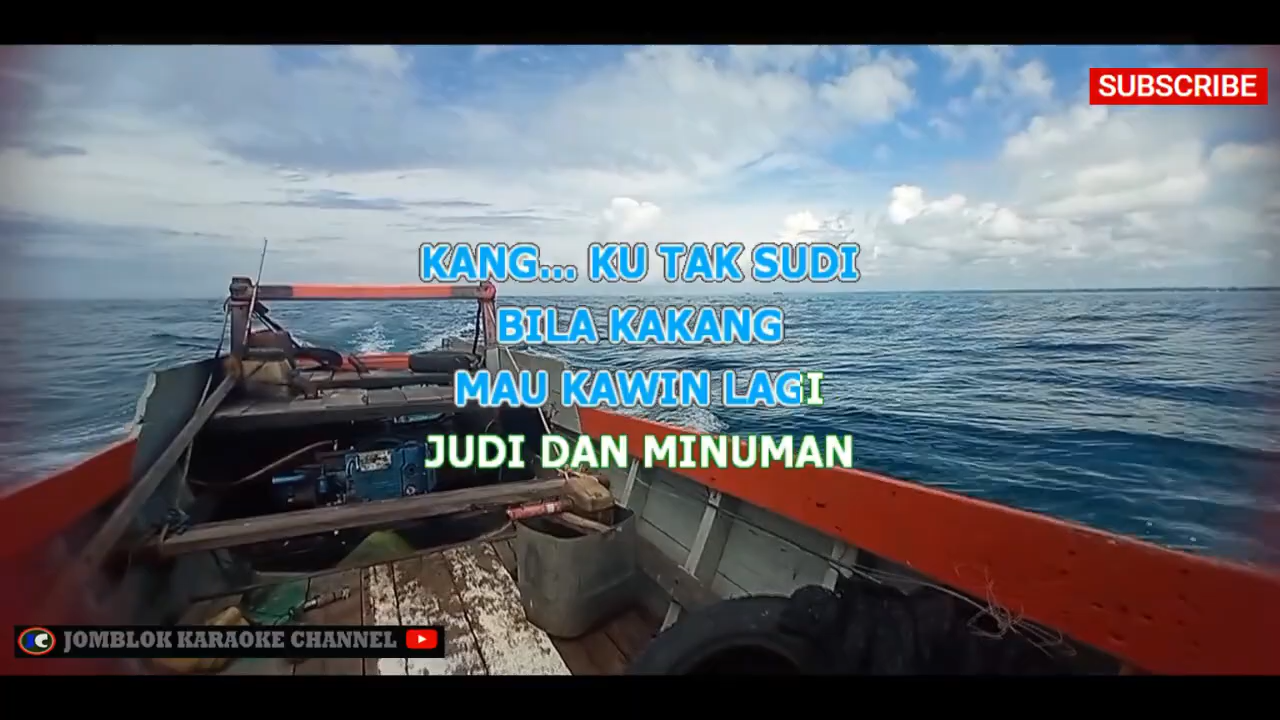 SUBSCRIBE
KANG... KU TAK SUDI
BILA KAKANG
MAU KAWIN LAGI
JUDI DAN MINUMAN
JOMBLOK KARAOKE CHANNEL